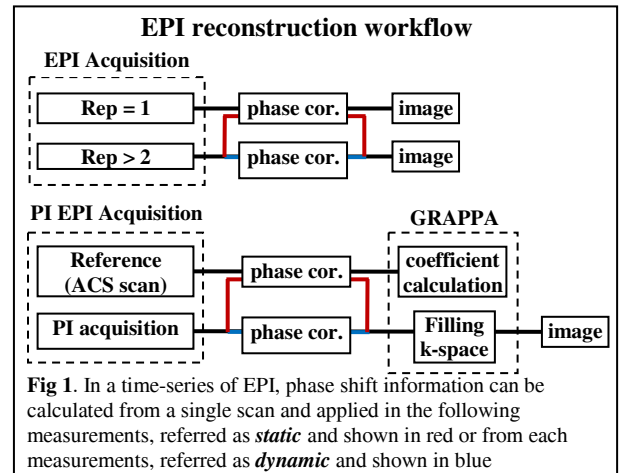 EPI reconstruction workflow
EPI Acquisition
Rep = 1
phase cor.
image
Rep > 2
phase cor.
image
PI EPI Acquisition
GRAPPA
Reference
(ACS scan)
phase cor.
coefficient
calculation
PI acquisition
phase cor.
Filling
k-space
image
Fig 1. In a time-series of EPI, phase shift information can be
calculated from a single scan and applied in the following
measurements, referred as static and shown in red or from each
measurements, referred as dynamic and shown in blue